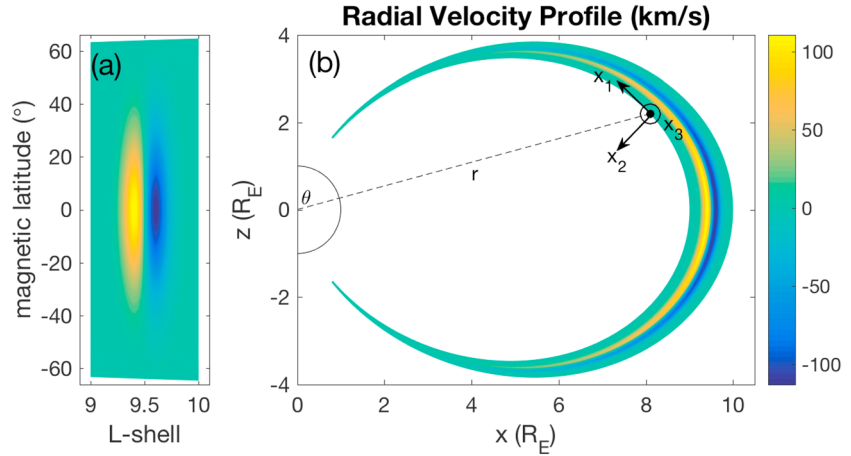 Radial Velocity Profile (km/s)
(a)
magnetic latitude (°)
60
40
20
0
-20
-40
-60
9
9.5
10
L-shell
(b)
z (R_E)
4
2
0
-2
-4
θ
r
x_1
x_2
x_3
0
2
4
6
8
10
x (R_E)
100
50
0
-50
-100